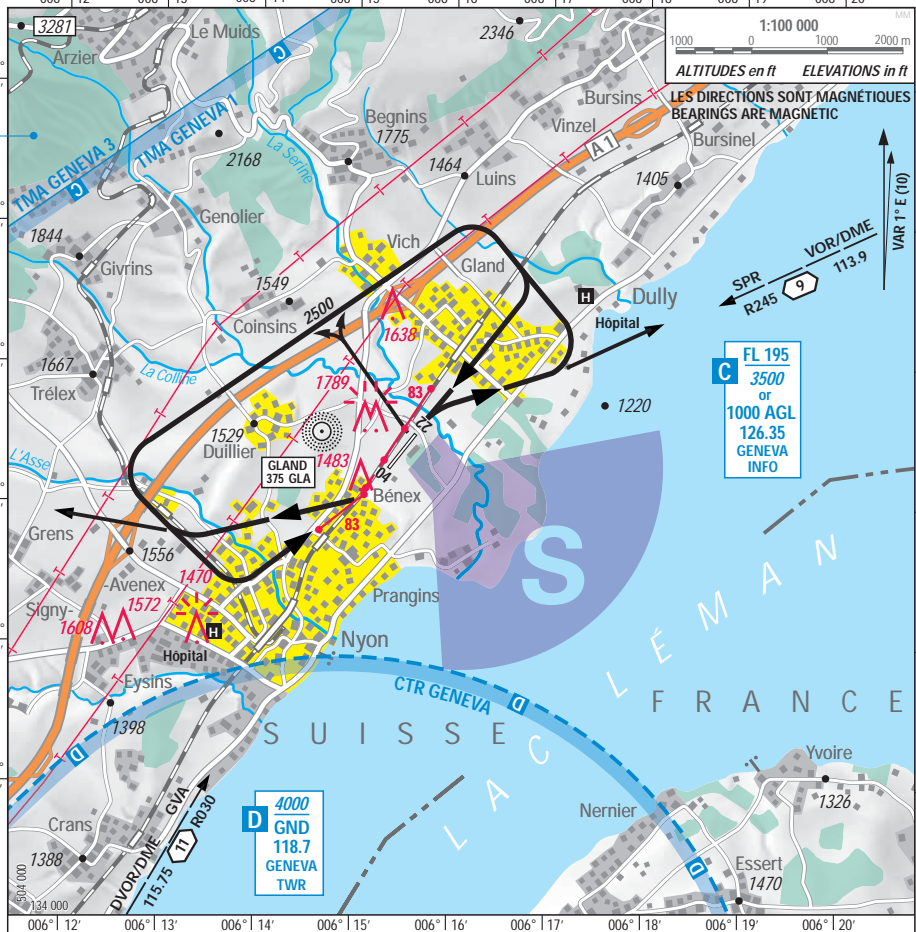 3281
Arzier
Le Muids
2346
MM
1:100 000
1000 0 1000 2000 m
ALTITUDES en ft ELEVATIONS in ft
LES DIRECTIONS SONT MAGNÉTIQUES
BEARINGS ARE MAGNETIC
C
TMA GENEVA 3
TMA GENEVA 1
C
2168
La Serine
Begnins
1775
1464
Luins
Bursins
Vinzel
A 1
Bursinel
1405
VAR 1° E (10)
1844
Givrins
Genolier
Vich
Gland
1549
Coinsins
2500
1638
H
Hôpital
Dully
SPR VOR/DME
R245 9 113.9
1667
Trélex
La Colline
1789
83
22
C
FL 195
3500
or
1000 AGL
126.35
GENEVA
INFO
1220
1529
Duillier
1483
GLAND
375 GLA
04
Bénex
83
L'Asse
Grens
1556
-Avenex
Signy-
1608
1572
1470
H
Hôpital
Prangins
Nyon
S
Eysins
1398
D
CTR GENEVA
D
SUISSE
FRANCE
LAC LÉMAN
Crans
1388
DVOR/DME GVA
115.75 11 R030
D
4000
GND
118.7
GENEVA
TWR
Nernier
Yvoire
1326
Essert
1470
D
504 000
134 000
006° 12' 006° 13' 006° 14' 006° 15' 006° 16' 006° 17' 006° 18' 006° 19' 006° 20'